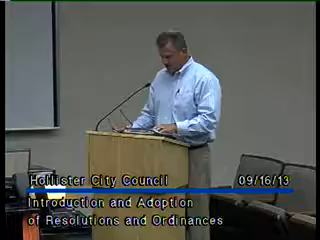 Hollister City Council 09/16/13
Introduction and Adoption
of Resolutions and Ordinances